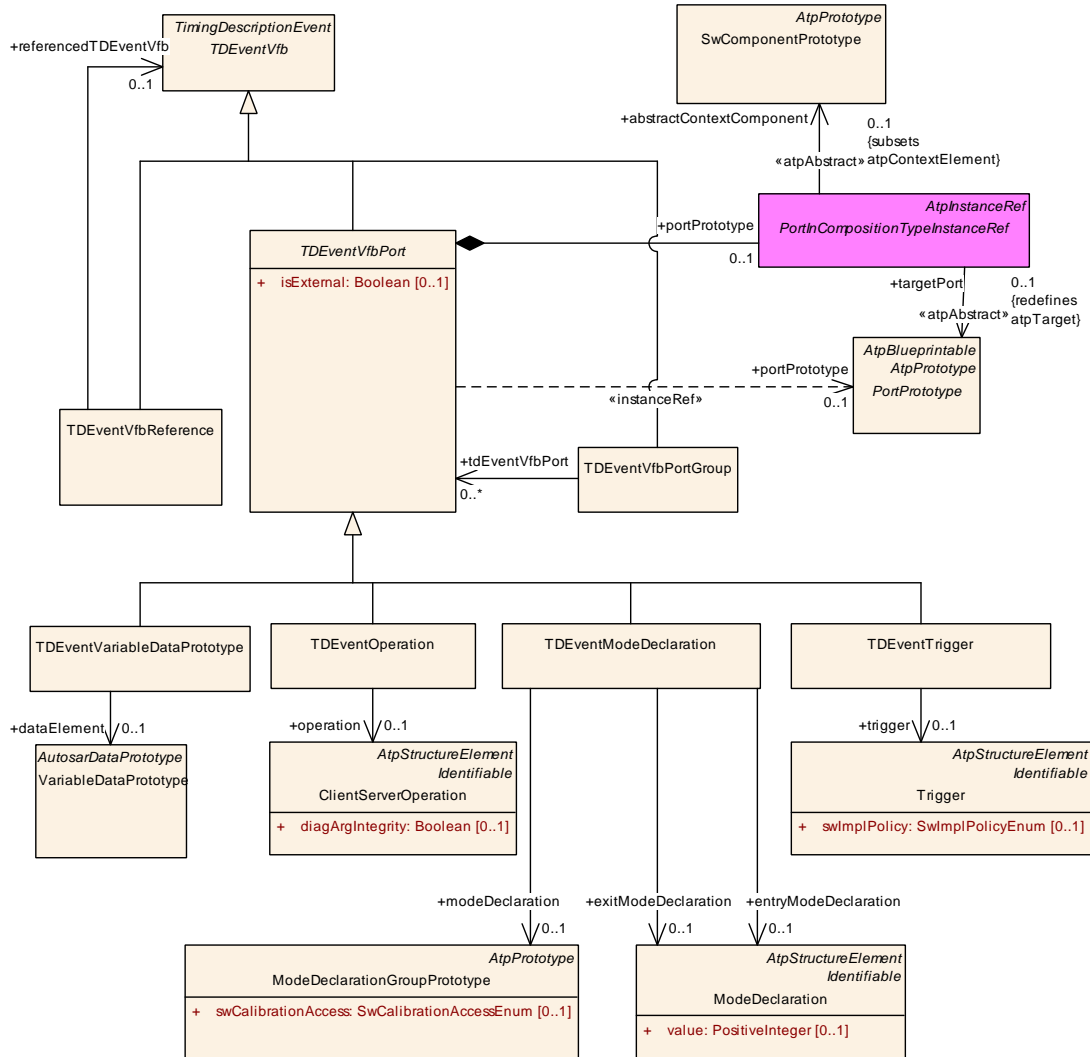 TimingDescriptionEvent
TDEventVfb
+referencedTDEventVfb
0..1
AtpPrototype
SwComponentPrototype
+abstractContextComponent
0..1
{subsets
atpContextElement}
«atpAbstract»
AtpInstanceRef
PortInCompositionTypeInstanceRef
+portPrototype
0..1
TDEventVfbPort
+ isExternal: Boolean [0..1]
+targetPort
0..1
{redefines
atpTarget}
«atpAbstract»
AtpBlueprintable
AtpPrototype
PortPrototype
+portPrototype
0..1
«instanceRef»
TDEventVfbReference
+tdEventVfbPort
0..*
TDEventVfbPortGroup
TDEventVariableDataPrototype
TDEventOperation
TDEventModeDeclaration
TDEventTrigger
+dataElement
0..1
+operation
0..1
+trigger
0..1
AutosarDataPrototype
VariableDataPrototype
AtpStructureElement
Identifiable
ClientServerOperation
+ diagArgIntegrity: Boolean [0..1]
AtpStructureElement
Identifiable
Trigger
+ swImplPolicy: SwImplPolicyEnum [0..1]
+modeDeclaration
0..1
+exitModeDeclaration
0..1
+entryModeDeclaration
0..1
AtpPrototype
ModeDeclarationGroupPrototype
+ swCalibrationAccess: SwCalibrationAccessEnum [0..1]
AtpStructureElement
Identifiable
ModeDeclaration
+ value: PositiveInteger [0..1]